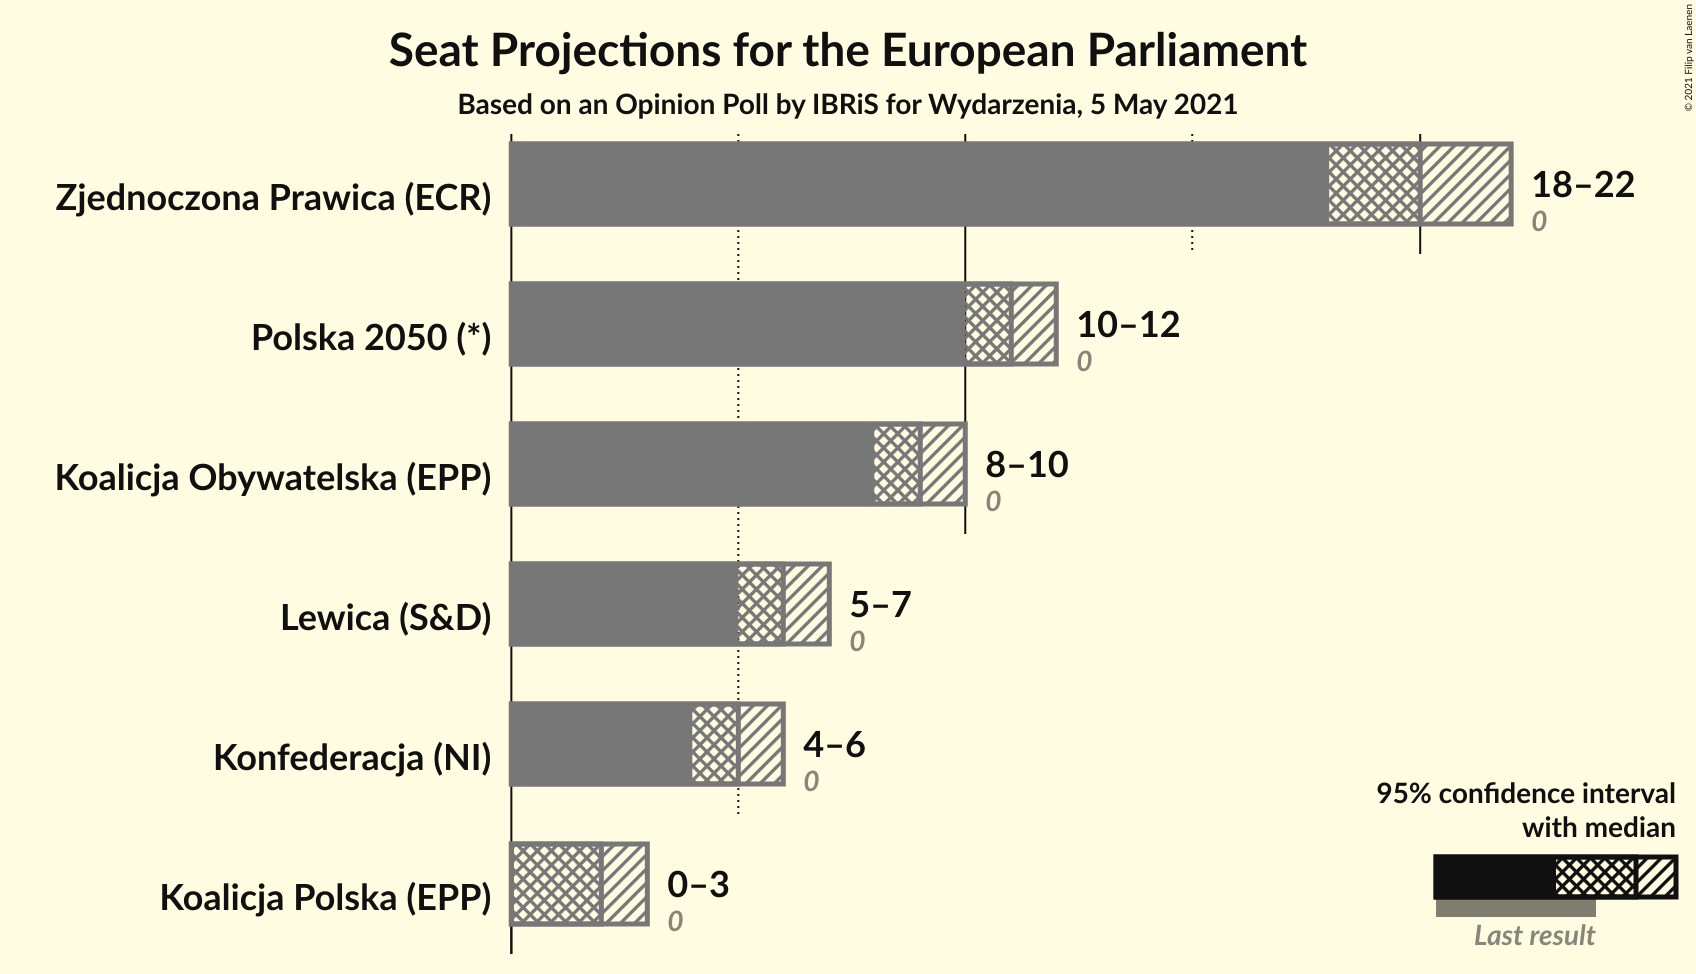 Seat Projections for the European Parliament
Based on an Opinion Poll by IBRiS for Wydarzenia, 5 May 2021
© 2021 Filip van Laenen
Zjednoczona Prawica (ECR)
18–22
0
Polska 2050 (*)
10–12
0
Koalicja Obywatelska (EPP)
8–10
0
Lewica (S&D)
5–7
0
Konfederacja (NI)
4–6
0
Koalicja Polska (EPP)
0–3
0
95% confidence interval
with median
Last result